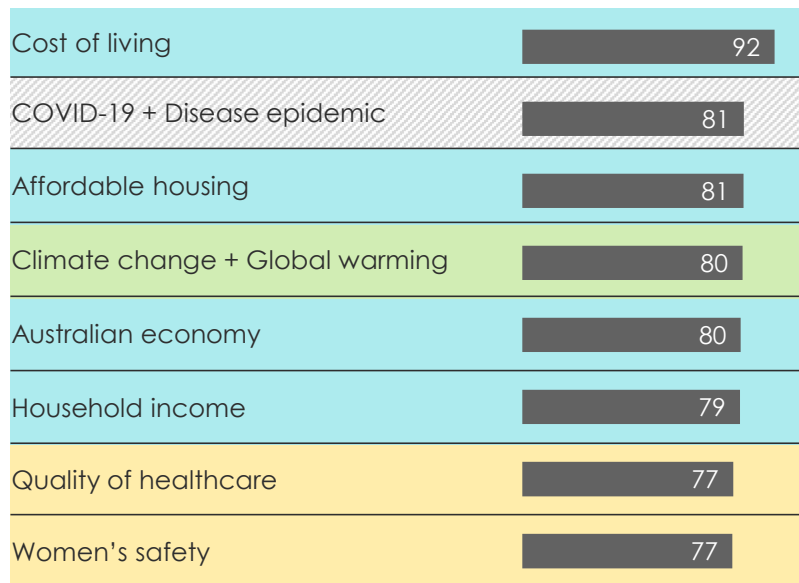 Cost of living 92
COVID-19 + Disease epidemic 81
Affordable housing 81
Climate change + Global warming 80
Australian economy 80
Household income 79
Quality of healthcare 77
Women’s safety 77